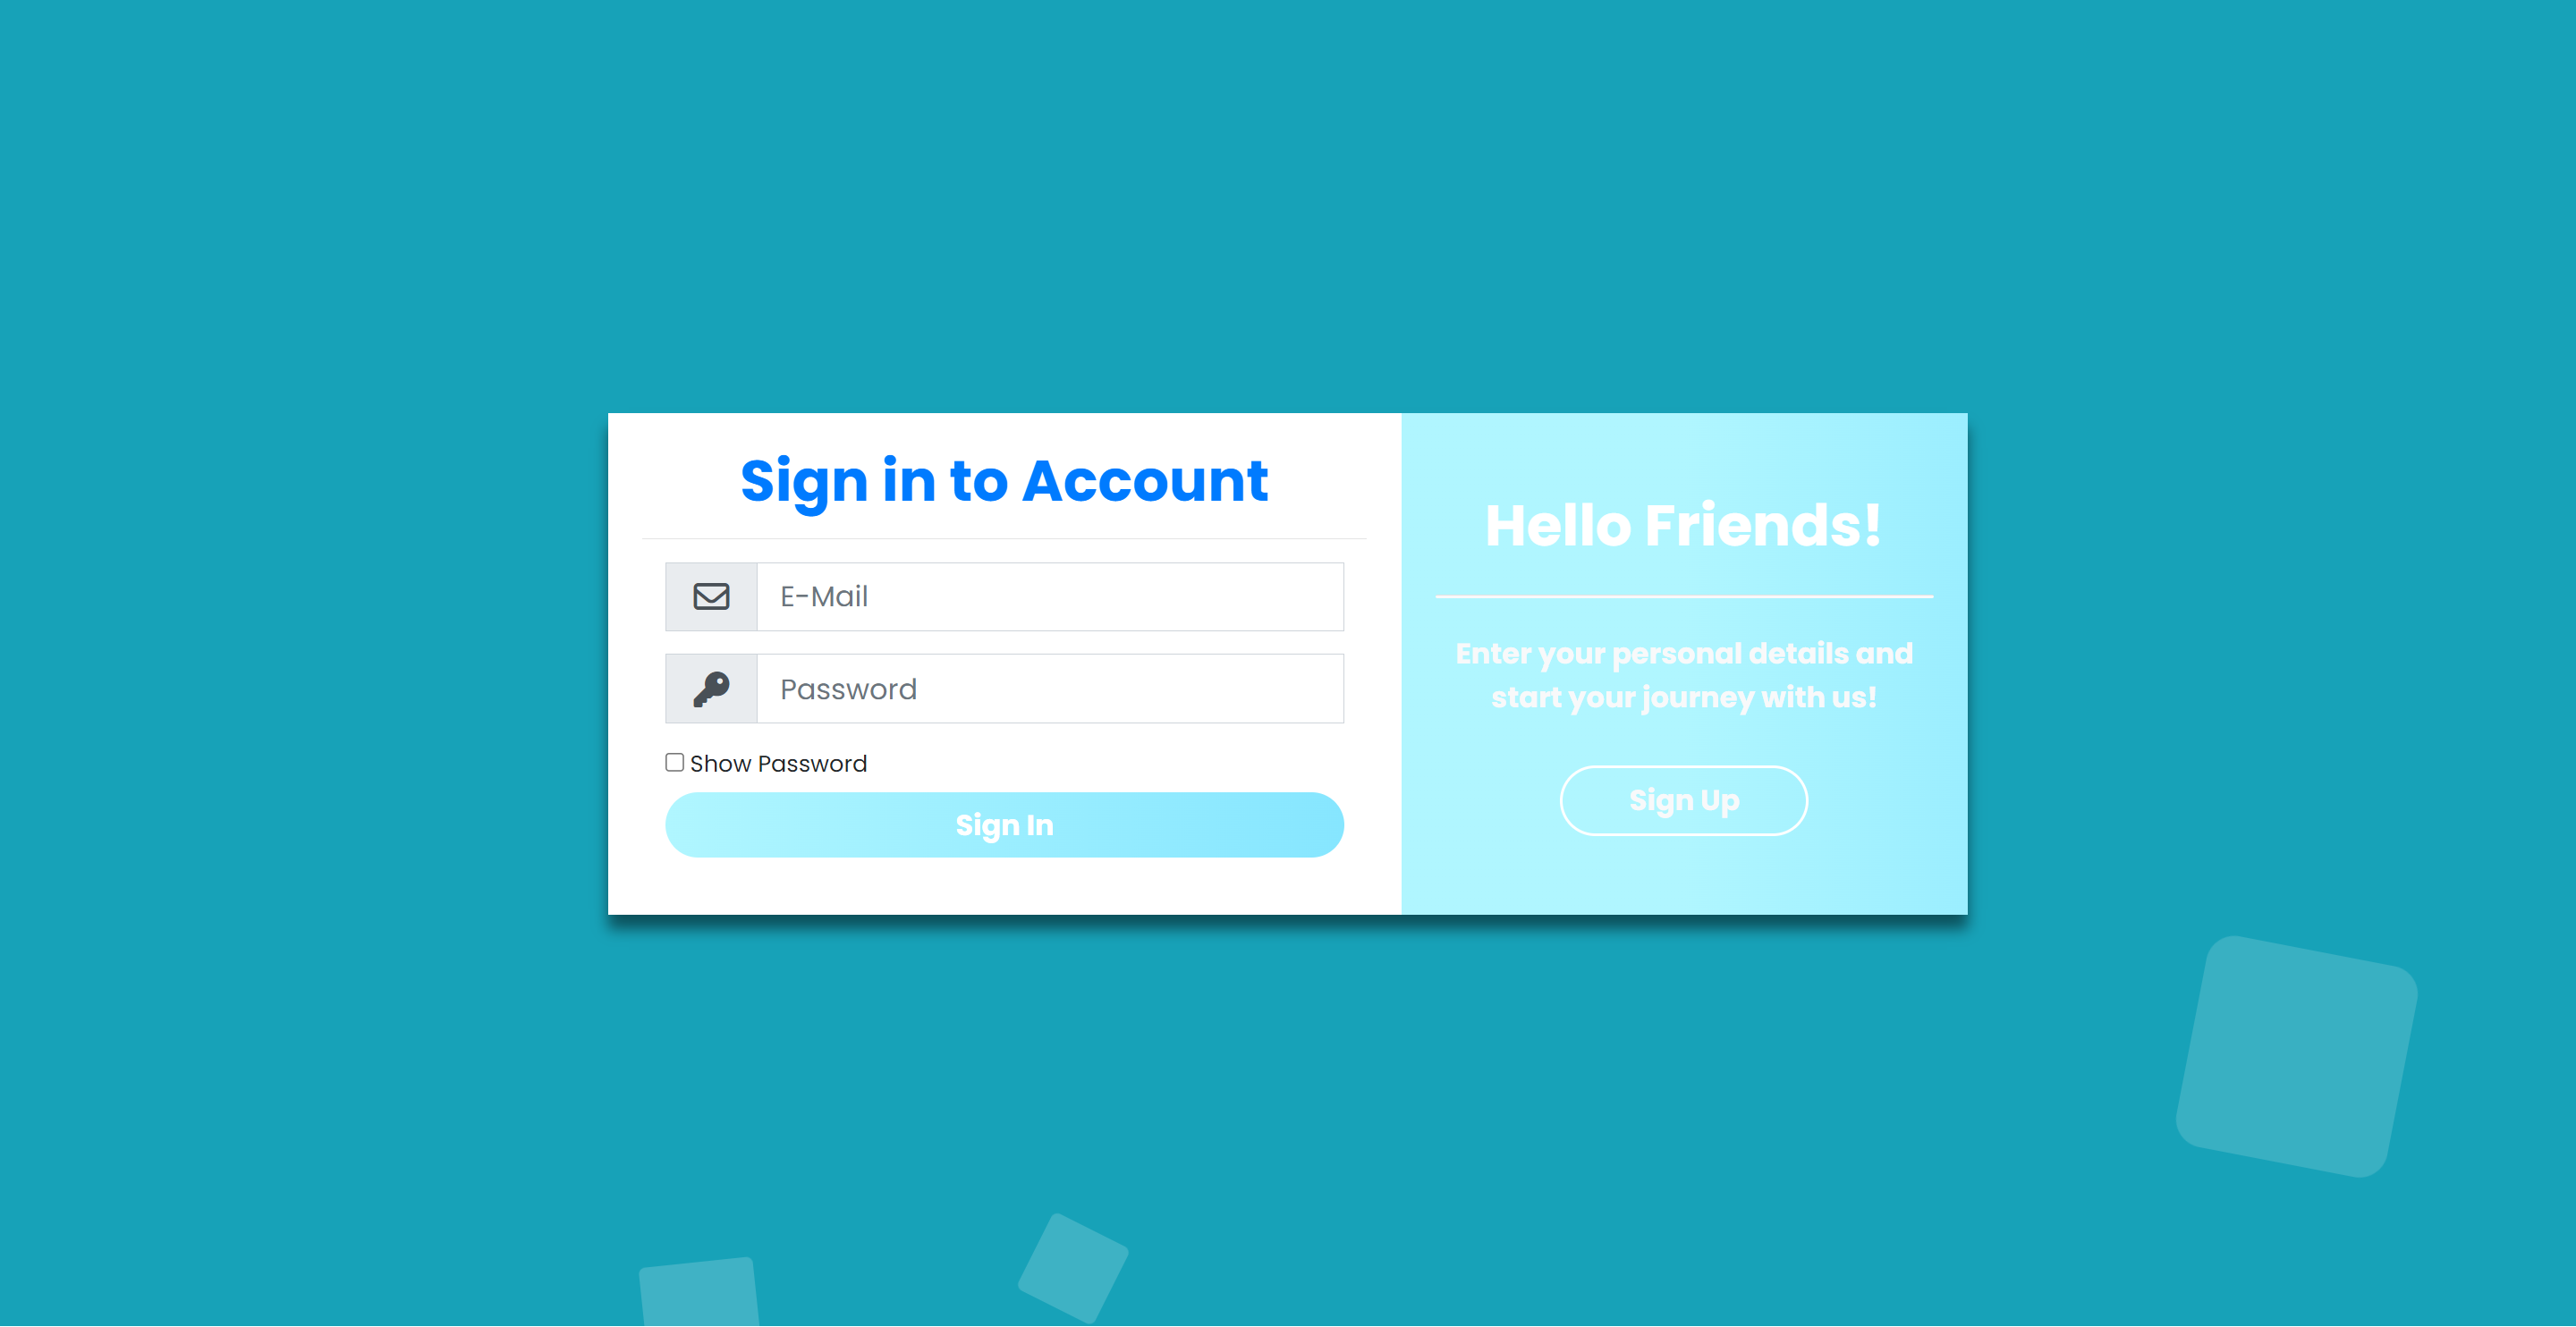 Sign in to Account
E-Mail
Password
Show Password
Sign In
Hello Friends!
Enter your personal details and
start your journey with us!
Sign Up